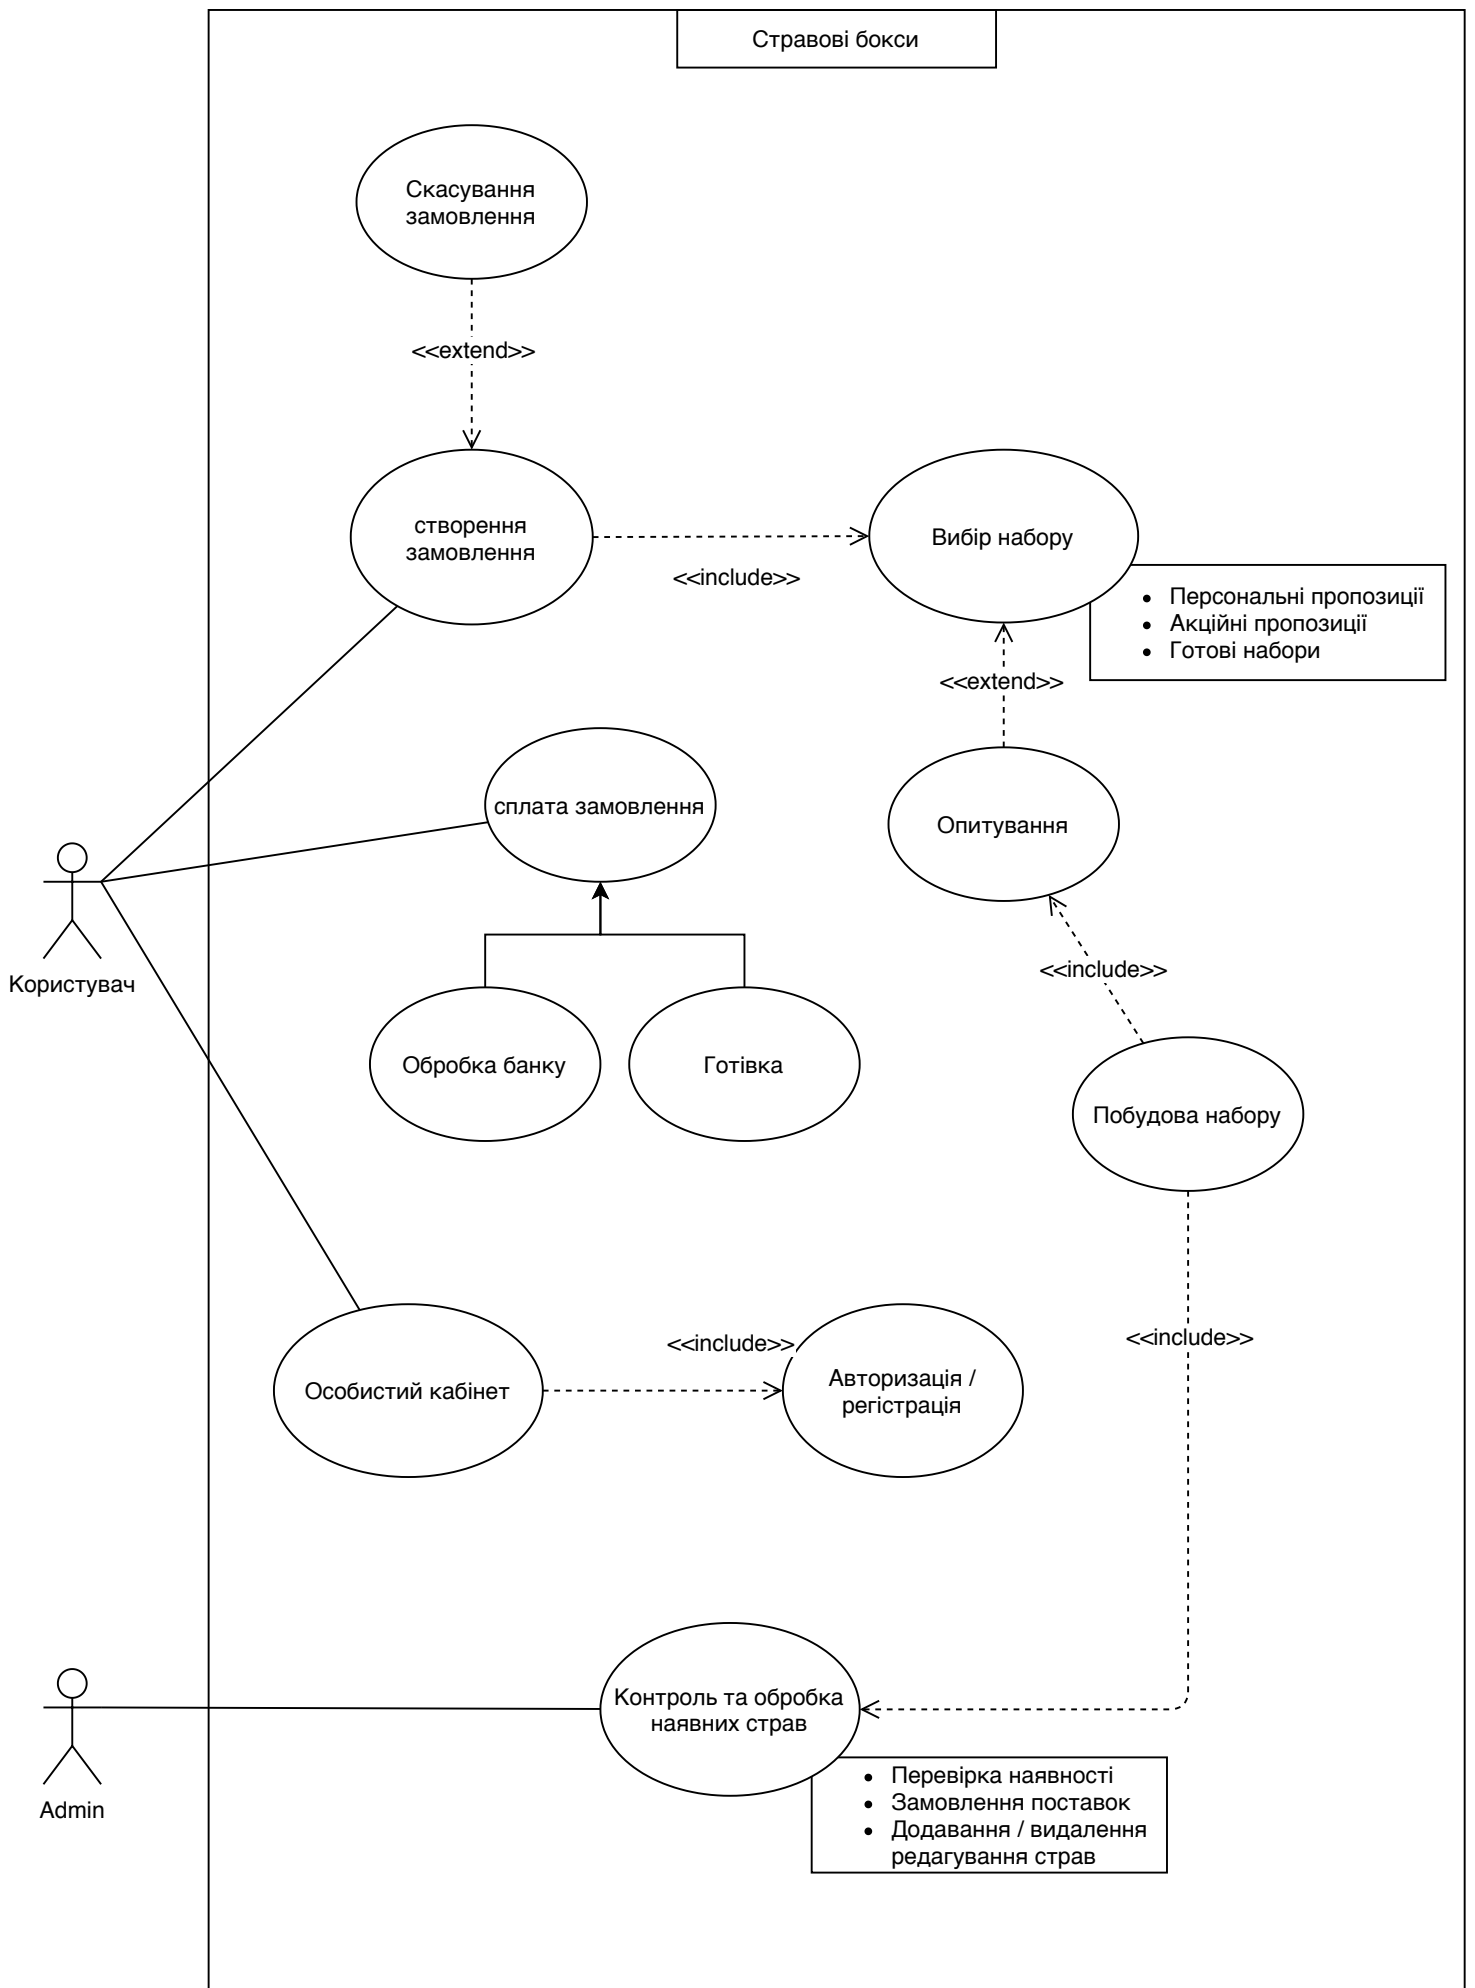 Стравові бокси
Скасування
замовлення
<<extend>>
створення
замовлення
<<include>>
Вибір набору
• Персональні пропозиції
• Акційні пропозиції
• Готові набори
<<extend>>
сплата замовлення
Опитування
Користувач
<<include>>
Обробка банку
Готівка
Побудова набору
<<include>>
<<include>>
Особистий кабінет
Авторизація /
регістрація
Контроль та обробка
наявних страв
Admin
• Перевірка наявності
• Замовлення поставок
• Додавання / видалення
редагування страв